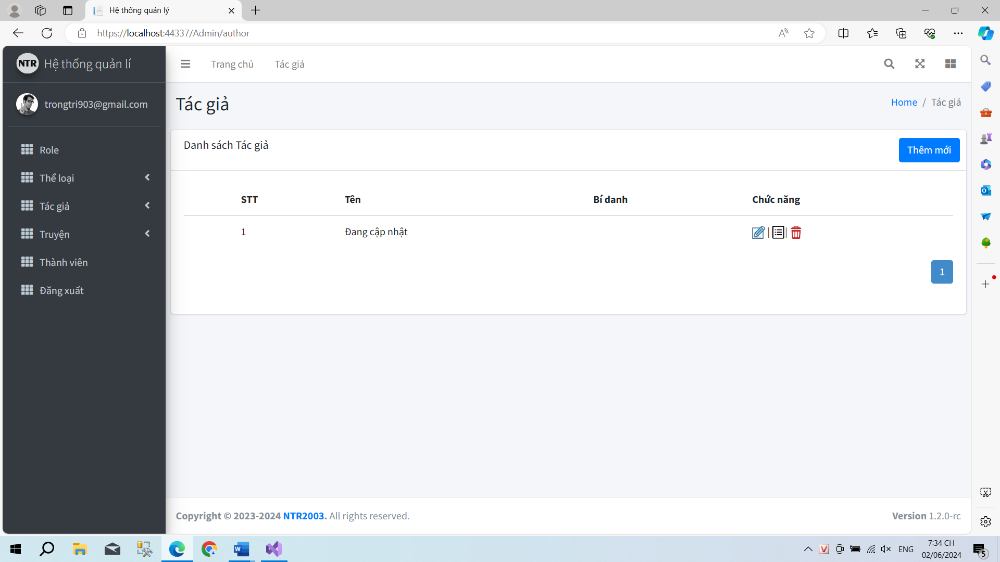 Hệ thống quản lý
https://localhost:44337/Admin/author
NTR Hệ thống quản lí
Trang chủ Tác giả
trongtri903@gmail.com
Tác giả
Home / Tác giả
Danh sách Tác giả
Thêm mới
Role
Thể loại
Tác giả
Truyện
Thành viên
Đăng xuất
STT Tên Bí danh Chức năng
1 Đang cập nhật | |
1
Copyright © 2023-2024 NTR2003. All rights reserved.
Version 1.2.0-rc
ENG
7:34 CH
02/06/2024
5